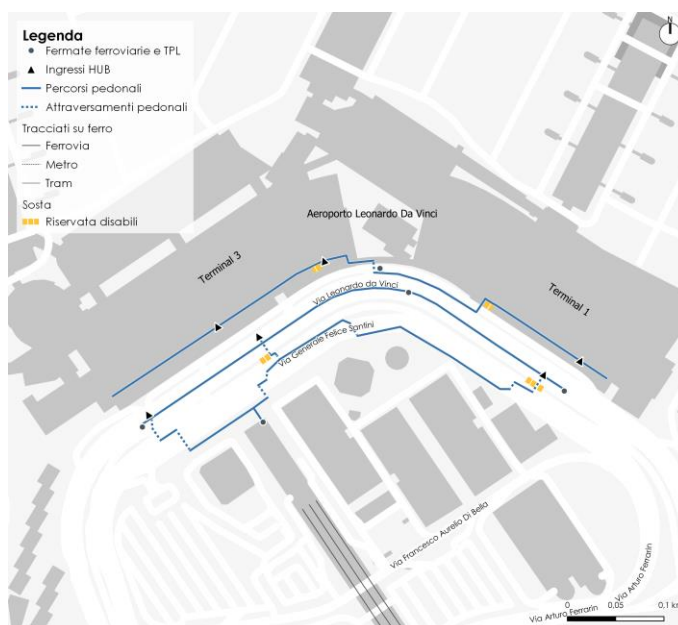 Legenda
Fermate ferroviarie e TPL
Ingressi HUB
Percorsi pedonali
Attraversamenti pedonali
Tracciati su ferro
Ferrovia
Metro
Tram
Sosta
Riservata disabili
N
Aeroporto Leonardo Da Vinci
Terminal 3
Terminal 1
Via Leonardo da Vinci
Via Generale Felice Santini
Via Francesco Aurelio Di Bella
Via Arturo Ferrarin
Via Arturo Ferrarin
0 0,05 0,1 km